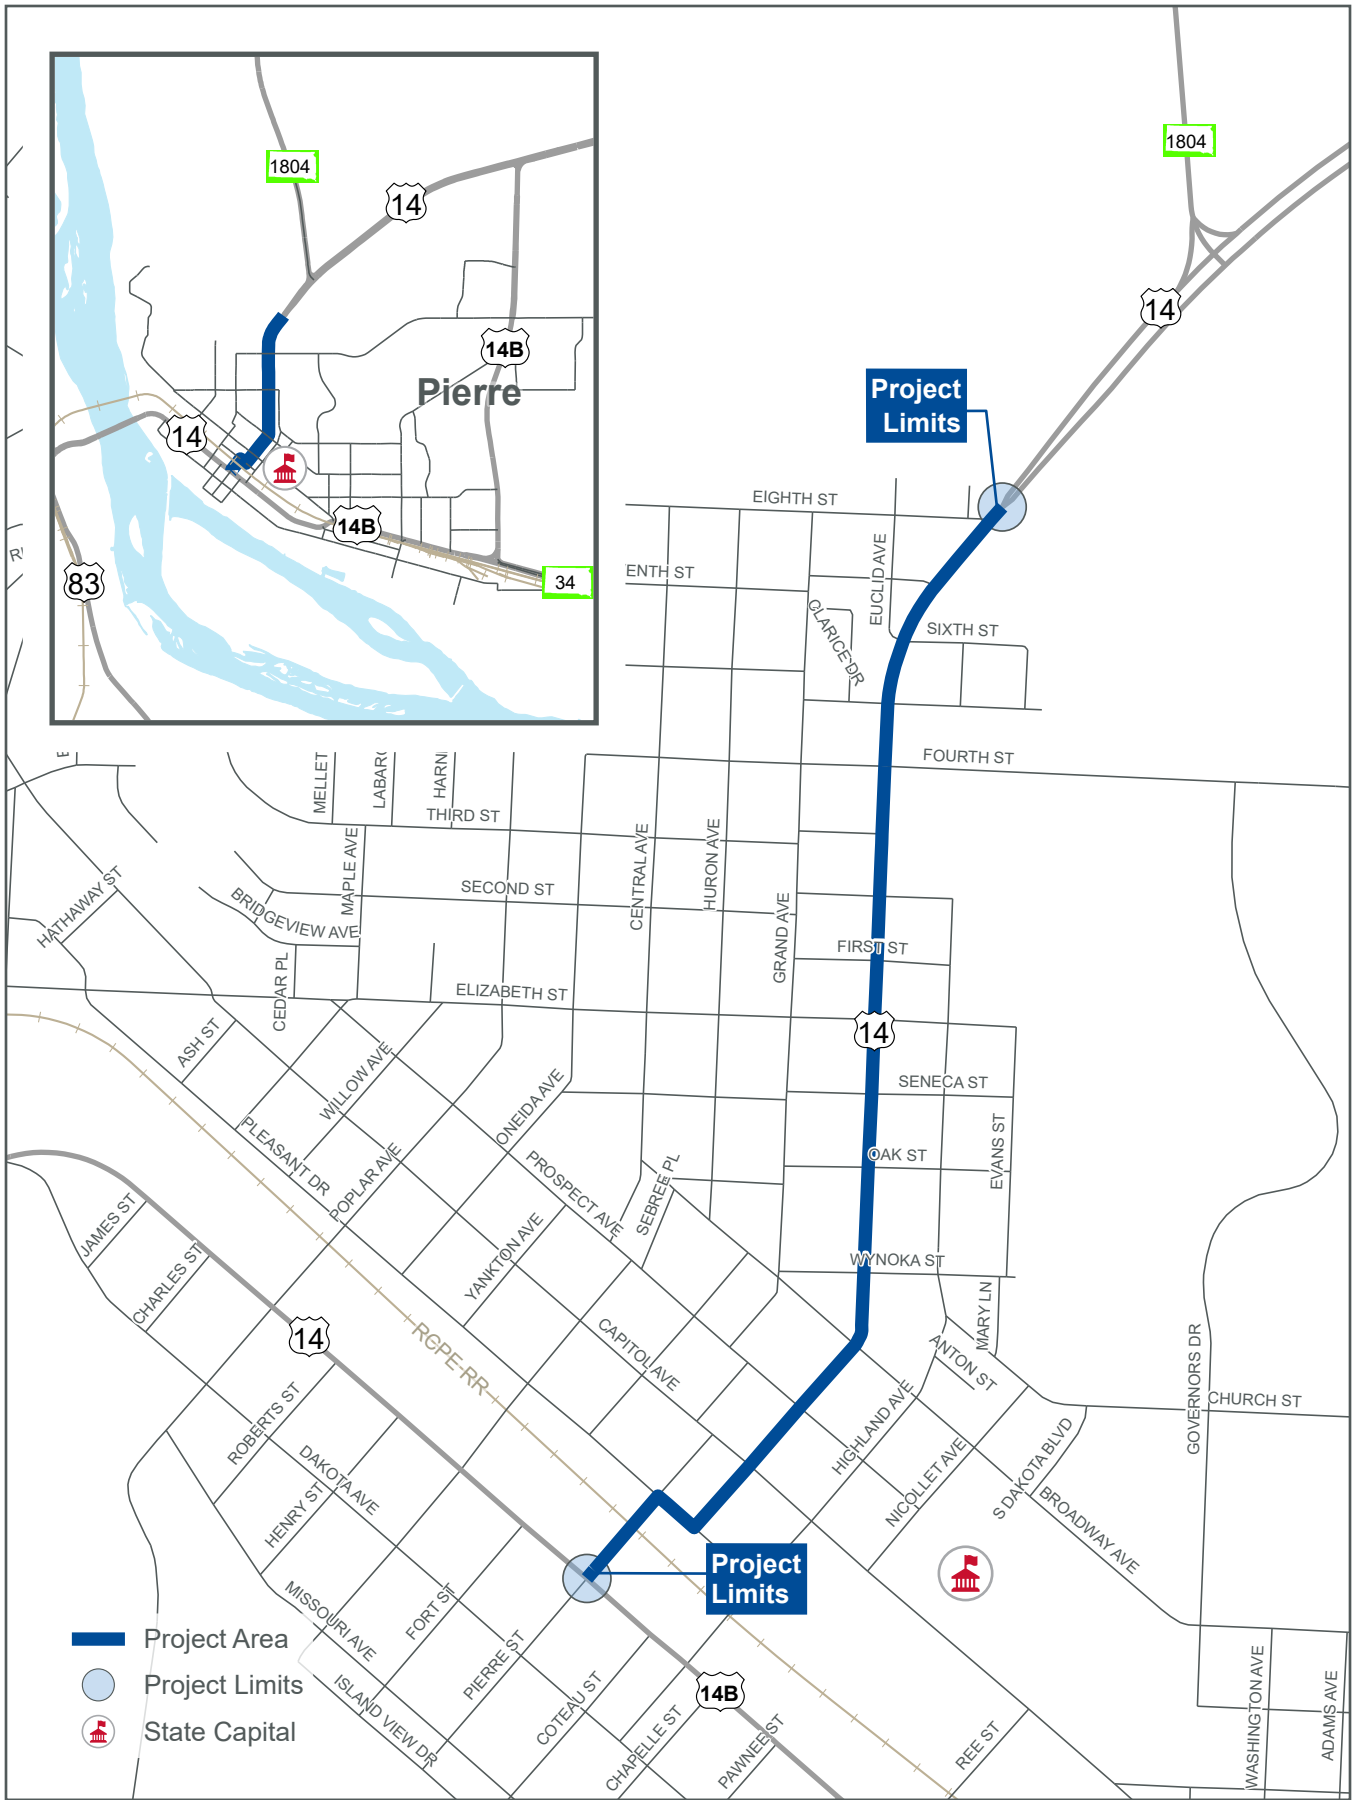 1804
14
14B
Pierre
14
14B
34
83
1804
14
Project
Limits
EIGHTH ST
EUCLID AVE
ENTH ST
CLARICE DR
SIXTH ST
FOURTH ST
MELLET
LABAR
HARN
THIRD ST
MAPLE AVE
CENTRAL AVE
HURON AVE
SECOND ST
HATHAWAY ST
BRIDGEVIEW AVE
GRAND AVE
FIRST ST
CEDAR PL
ELIZABETH ST
14
ASH ST
WILLOW AVE
SENECA ST
ONEIDA AVE
PLEASANT DR
POPLAR AVE
PROSPECT AVE
SEBREE PL
OAK ST
EVANS ST
JAMES ST
CHARLES ST
YANKTON AVE
WYNOKA ST
MARY LN
14
RCPE-RR
CAPITOL AVE
ANTON ST
GOVERNORS DR
CHURCH ST
ROBERTS ST
HIGHLAND AVE
DAKOTA AVE
NICOLLET AVE
S DAKOTA BLVD
BROADWAY AVE
HENRY ST
Project
Limits
MISSOURI AVE
FORT ST
PIERRE ST
ISLAND VIEW DR
COTEAU ST
CHAPELLE ST
14B
PAWNEE ST
REE ST
WASHINGTON AVE
ADAMS AVE
Project Area
Project Limits
State Capital